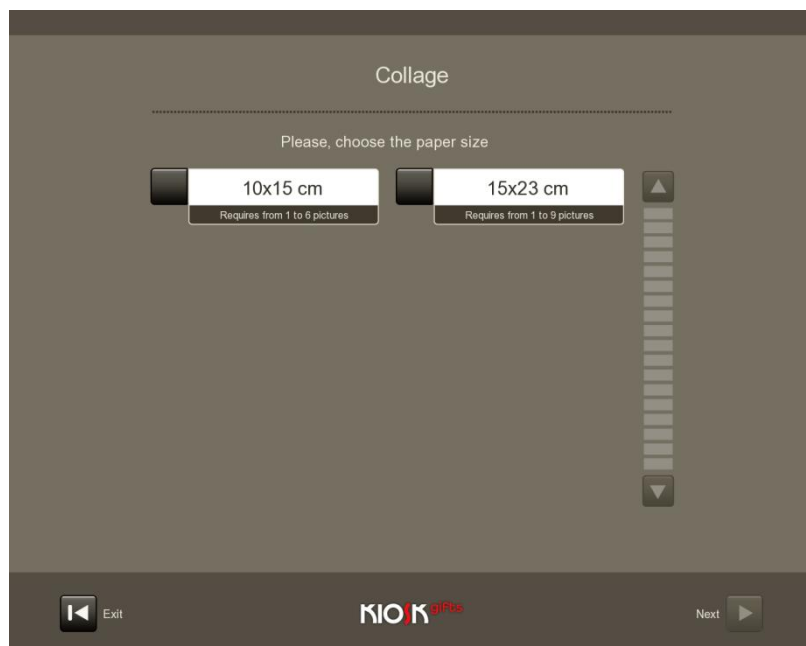 Collage
Please, choose the paper size
10x15 cm
15x23 cm
Requires from 1 to 6 pictures
Requires from 1 to 9 pictures
Exit
KIOSK gifts
Next